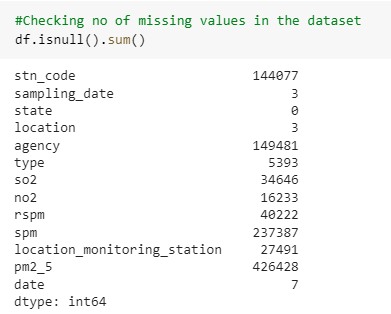 #Checking no of missing values in the dataset
df.isnull().sum()
stn_code 144077
sampling_date 3
state 0
location 3
agency 149481
type 5393
so2 34646
no2 16233
rspm 40222
spm 237387
location_monitoring_station 27491
pm2_5 426428
date 7
dtype: int64